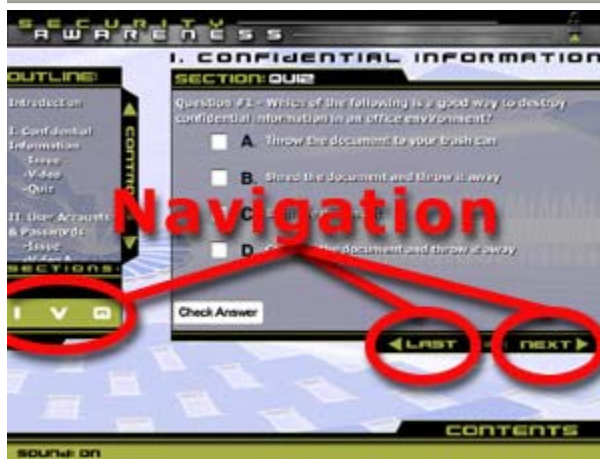 SECURITY
AWARENESS
I. CONFIDENTIAL INFORMATION
OUTLINE:
Introduction
I. Confidential
Information
-Issue
-Video
-Quiz
II. User Accounts
& Passwords
-Issue
CONTRO
SECTIONS:
I V Q
SECTION: QUIZ
Question #1 - Which of the following is a good way to destroy
confidential information in an office environment?
A. Throw the document to your trash can
B. Shred the document and throw it away
C.
D. the document and throw it away
Navigation
Check Answer
LAST
NEXT
CONTENTS
SOUND: ON